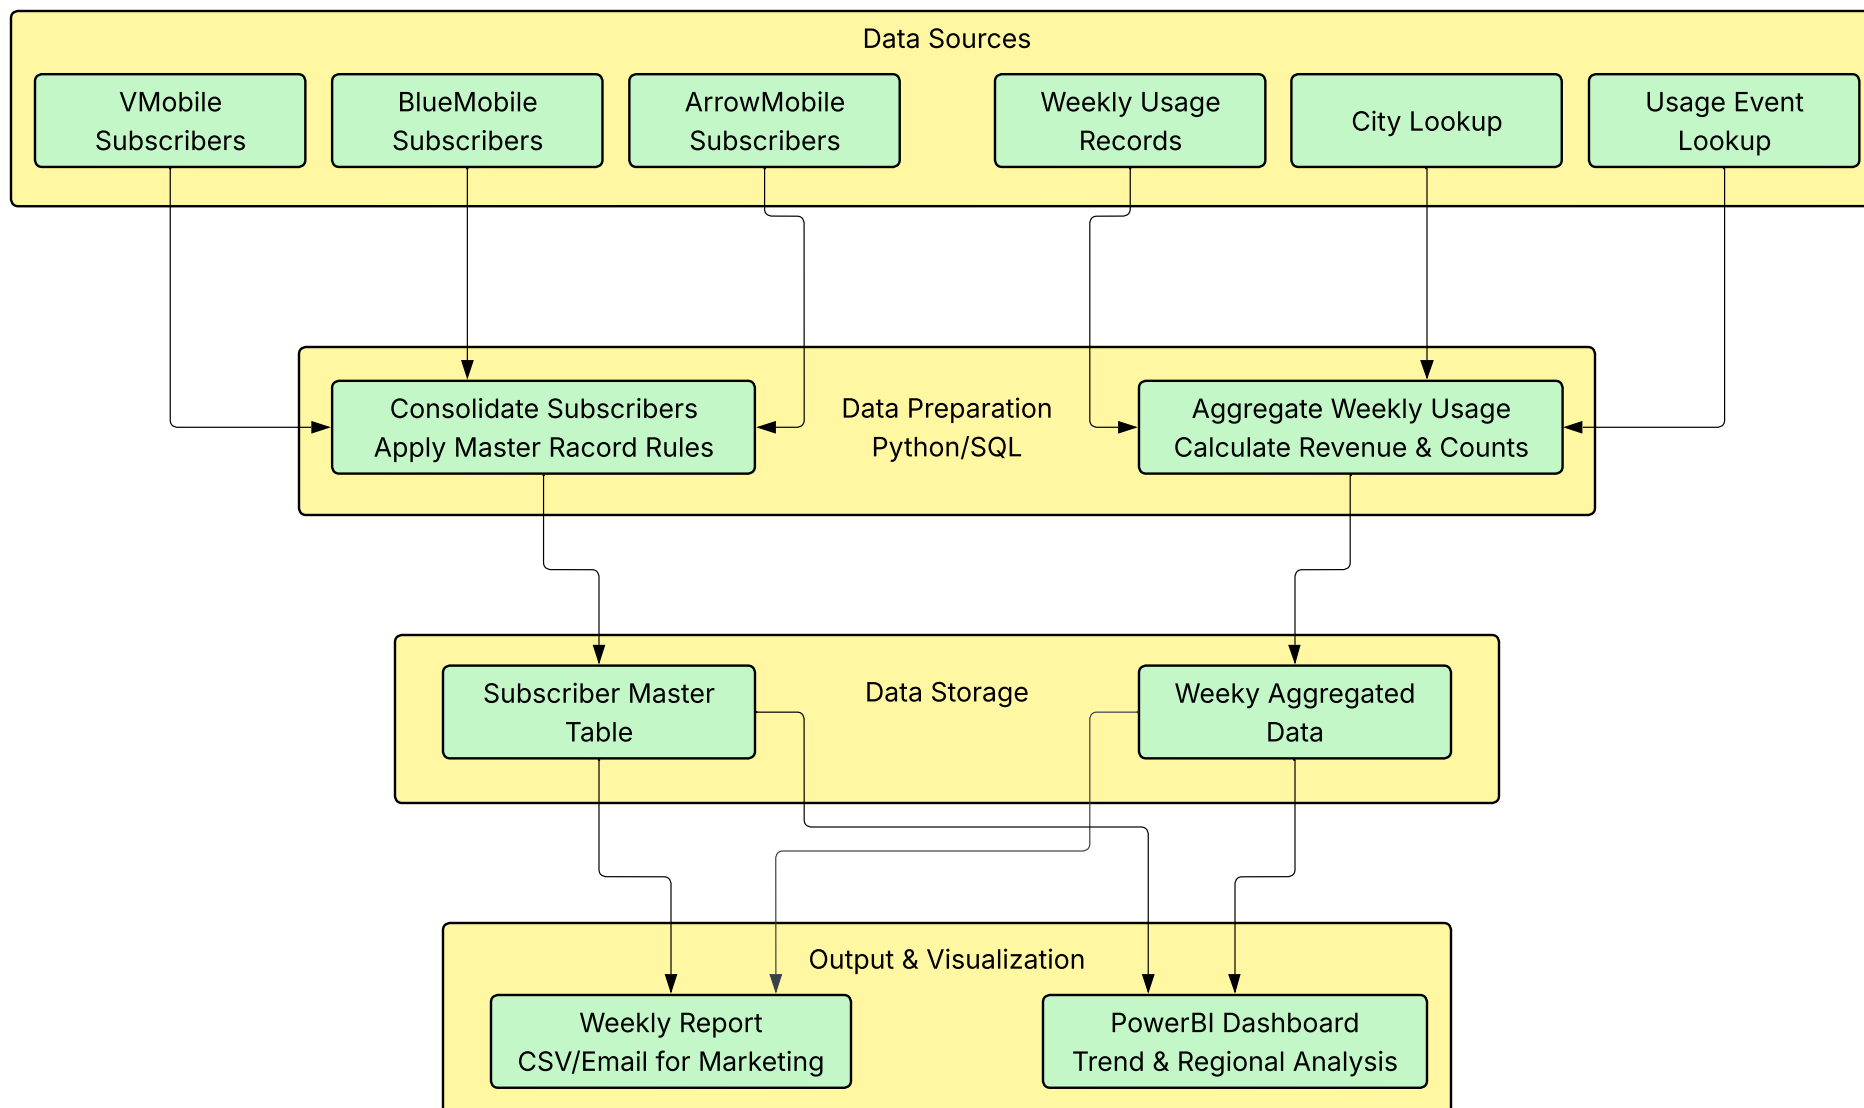 Data Sources
VMobile
Subscribers
BlueMobile
Subscribers
ArrowMobile
Subscribers
Weekly Usage
Records
City Lookup
Usage Event
Lookup
Consolidate Subscribers
Apply Master Racord Rules
Data Preparation
Python/SQL
Aggregate Weekly Usage
Calculate Revenue & Counts
Subscriber Master
Table
Data Storage
Weeky Aggregated
Data
Output & Visualization
Weekly Report
CSV/Email for Marketing
PowerBI Dashboard
Trend & Regional Analysis